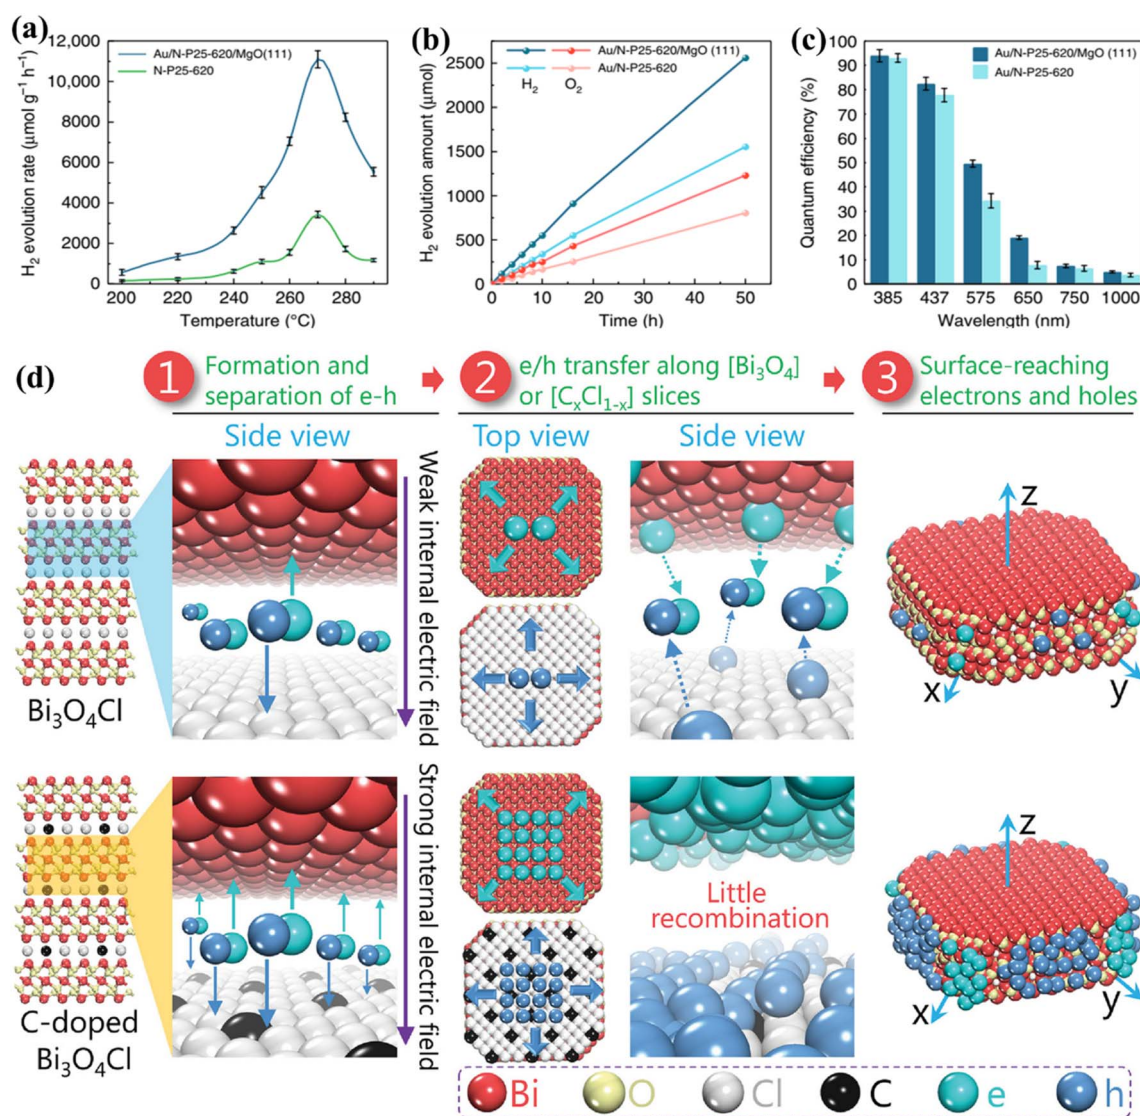 (a)
12,000
10,000
8000
6000
4000
2000
0
200 220 240 260 280
H₂ evolution rate (μmol g⁻¹ h⁻¹)
Temperature (°C)
Au/N-P25-620/MgO(111)
N-P25-620
(b)
2500
2000
1500
1000
500
0
0 10 20 30 40 50
H₂ evolution amount (μmol)
Time (h)
Au/N-P25-620/MgO (111)
Au/N-P25-620
H₂ O₂
(c)
100
90
80
70
60
50
40
30
20
10
0
385 437 575 650 750 1000
Quantum efficiency (%)
Wavelength (nm)
Au/N-P25-620/MgO (111)
Au/N-P25-620
(d)
1 Formation and
separation of e-h
2 e/h transfer along [Bi₃O₄]
or [CₓCl₁₋ₓ] slices
3 Surface-reaching
electrons and holes
Side view
Top view
Side view
Weak internal electric field
Bi₃O₄Cl
z
x
y
Strong internal electric field
Little
recombination
C-doped
Bi₃O₄Cl
z
x
y
Bi O Cl C e h